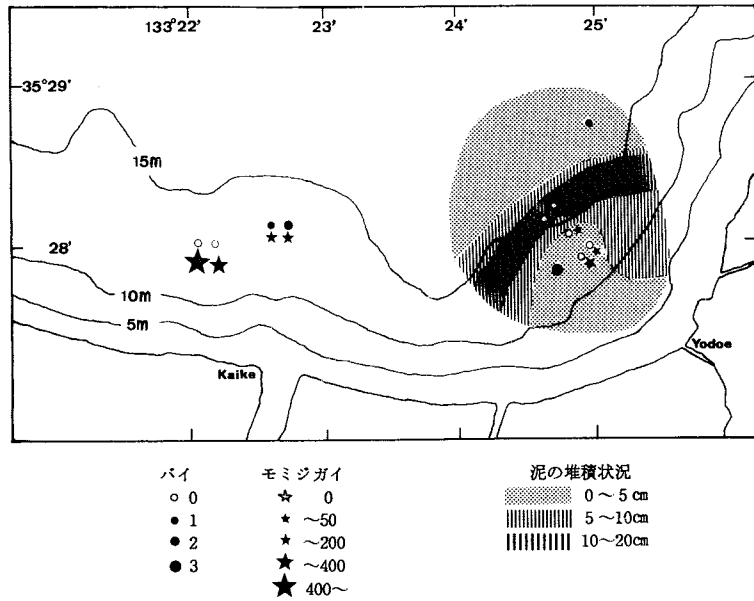 133°22' 23' 24' 25'
35°29'
15m
28'
10m
5m
Kaike
Yodoe
バイ
○ 0
● 1
● 2
● 3
モミジガイ
☆ 0
★ ~50
★ ~200
★ ~400
★ 400~
泥の堆積状況
0~5cm
5~10cm
10~20cm